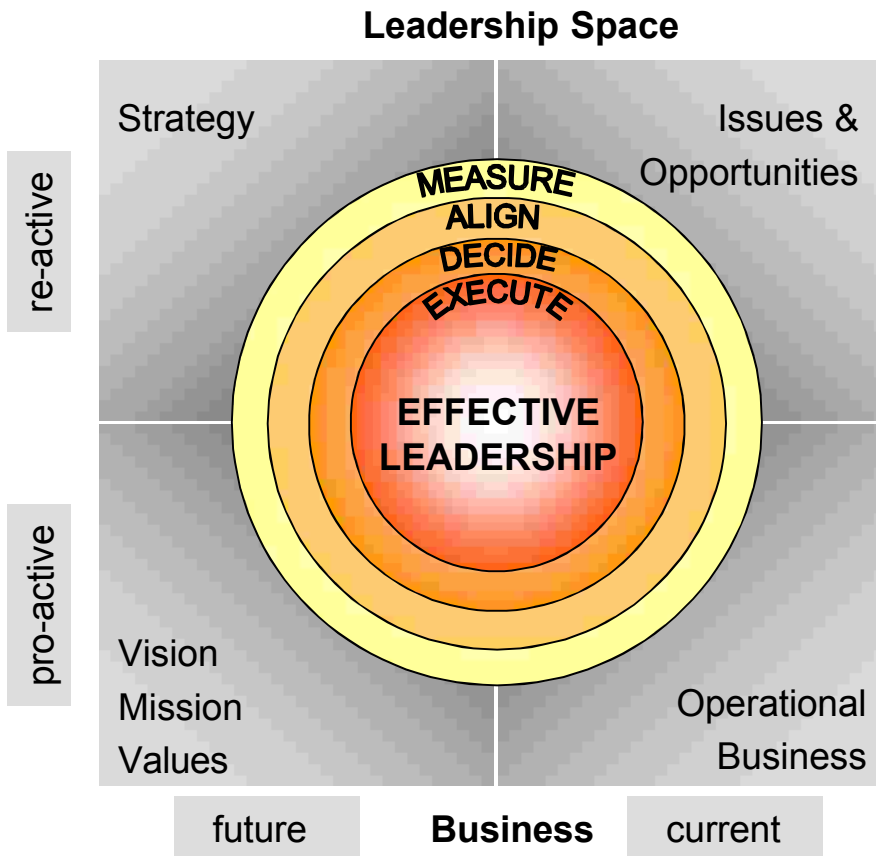 Leadership Space
Strategy
Issues &
Opportunities
re-active
MEASURE
ALIGN
DECIDE
EXECUTE
EFFECTIVE
LEADERSHIP
pro-active
Vision
Mission
Values
Operational
Business
future
Business
current